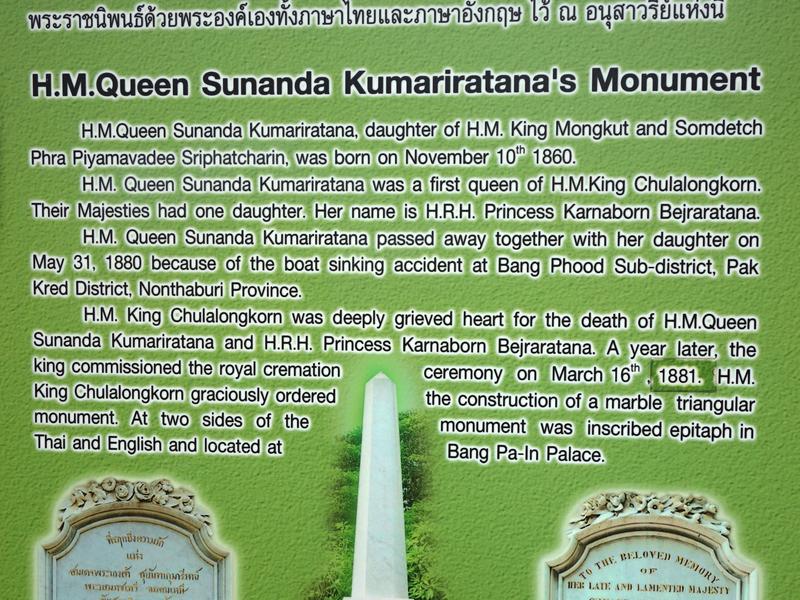 พระราชนิพนธ์ด้วยพระองค์เองทั้งภาษาไทยและภาษาอังกฤษ ไว้ ณ อนุสาวรีย์แห่งนี้
H.M.Queen Sunanda Kumariratana's Monument
H.M.Queen Sunanda Kumariratana, daughter of H.M. King Mongkut and Somdetch
Phra Piyamavadee Sriphatcharin, was born on November 10th 1860.
H.M. Queen Sunanda Kumariratana was a first queen of H.M.King Chulalongkorn.
Their Majesties had one daughter. Her name is H.R.H. Princess Karnaborn Bejraratana.
H.M. Queen Sunanda Kumariratana passed away together with her daughter on
May 31, 1880 because of the boat sinking accident at Bang Phood Sub-district, Pak
Kred District, Nonthaburi Province.
H.M. King Chulalongkorn was deeply grieved heart for the death of H.M.Queen
Sunanda Kumariratana and H.R.H. Princess Karnaborn Bejraratana. A year later, the
king commissioned the royal cremation ceremony on March 16th , 1881. H.M.
King Chulalongkorn graciously ordered the construction of a marble triangular
monument. At two sides of the monument was inscribed epitaph in
Thai and English and located at Bang Pa-In Palace.
แห่ง
TO THE BELOVED MEMORY
OF
HER LATE AND LAMENTED MAJESTY